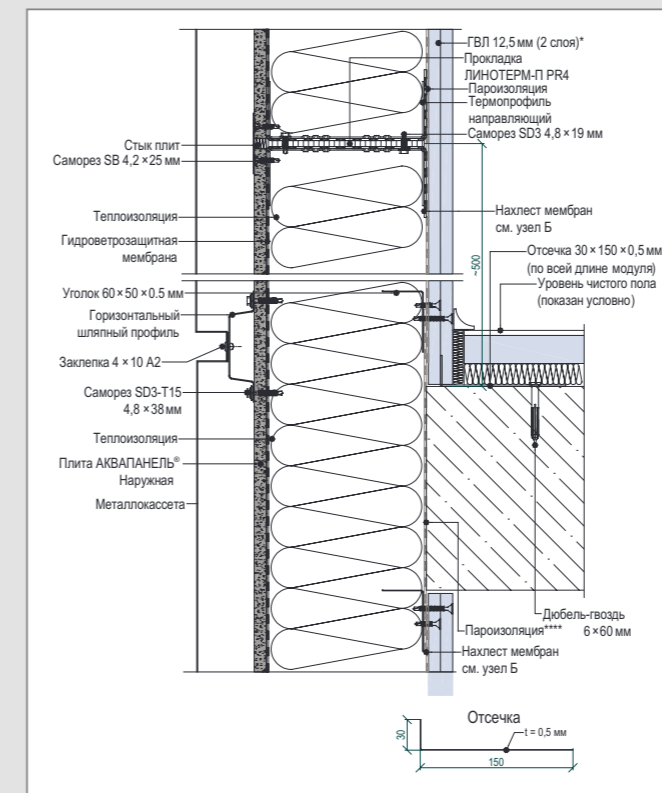 ГВЛ 12,5 мм (2 слоя)*
Прокладка
ЛИНОТЕРМ-П PR4
Пароизоляция
Термопрофиль
направляющий
Саморез SD3 4,8 × 19 мм
Стык плит
Саморез SB 4,2 × 25 мм
Теплоизоляция
Гидроветрозащитная
мембрана
Нахлест мембран
см. узел Б
Отсечка 30 × 150 × 0,5 мм
(по всей длине модуля)
Уровень чистого пола
(показан условно)
~500
Уголок 60 × 50 × 0.5 мм
Горизонтальный
шляпный профиль
Заклепка 4 × 10 А2
Саморез SD3-T15
4,8 × 38 мм
Теплоизоляция
Плита АКВАПАНЕЛЬ®
Наружная
Металлокассета
Дюбель-гвоздь
6 × 60 мм
Пароизоляция****
Нахлест мембран
см. узел Б
Отсечка
t = 0,5 мм
30
150